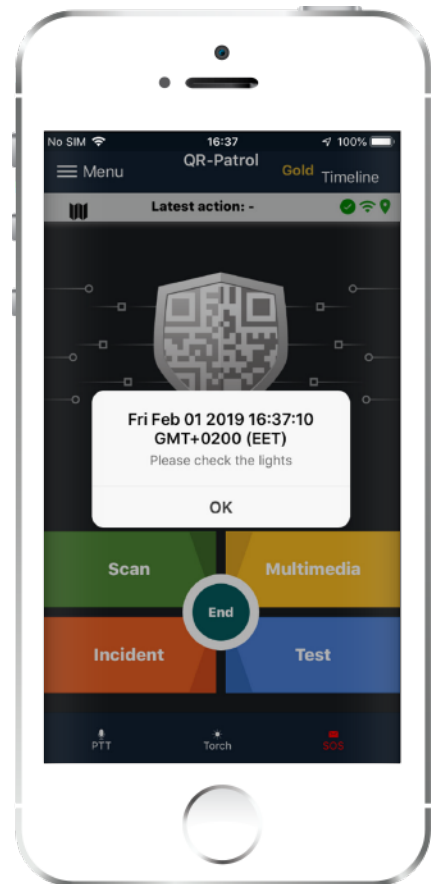 No SIM 16:37 100%
Menu QR-Patrol Gold Timeline
Latest action: -
Fri Feb 01 2019 16:37:10
GMT+0200 (EET)
Please check the lights
OK
Scan Multimedia
End
Incident Test
PTT Torch SOS